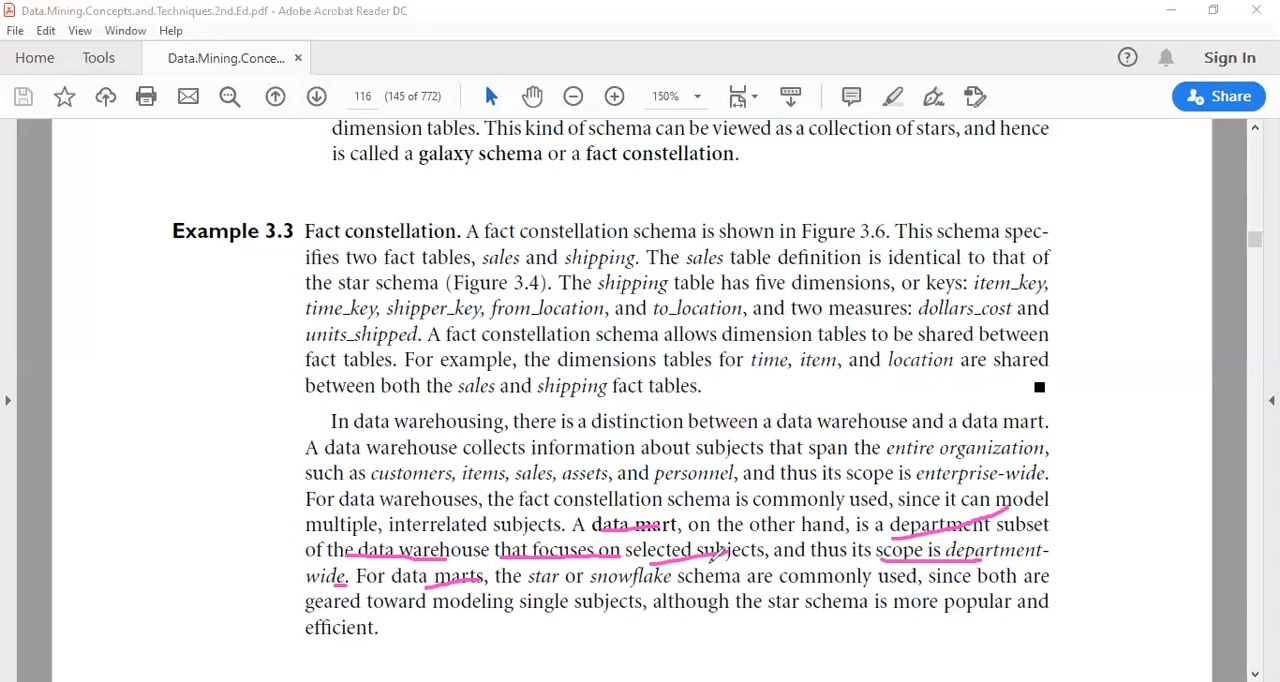 Data.Mining.Concepts.and.Techniques.2nd.Ed.pdf - Adobe Acrobat Reader DC
File Edit View Window Help
Home Tools Data.Mining.Conce... × Sign In
116 (145 of 772) 150% Share
dimension tables. This kind of schema can be viewed as a collection of stars, and hence
is called a galaxy schema or a fact constellation.
Example 3.3 Fact constellation. A fact constellation schema is shown in Figure 3.6. This schema spec-
ifies two fact tables, sales and shipping. The sales table definition is identical to that of
the star schema (Figure 3.4). The shipping table has five dimensions, or keys: item_key,
time_key, shipper_key, from_location, and to_location, and two measures: dollars_cost and
units_shipped. A fact constellation schema allows dimension tables to be shared between
fact tables. For example, the dimensions tables for time, item, and location are shared
between both the sales and shipping fact tables. ■
In data warehousing, there is a distinction between a data warehouse and a data mart.
A data warehouse collects information about subjects that span the entire organization,
such as customers, items, sales, assets, and personnel, and thus its scope is enterprise-wide.
For data warehouses, the fact constellation schema is commonly used, since it can model
multiple, interrelated subjects. A data mart, on the other hand, is a department subset
of the data warehouse that focuses on selected subjects, and thus its scope is department-
wide. For data marts, the star or snowflake schema are commonly used, since both are
geared toward modeling single subjects, although the star schema is more popular and
efficient.